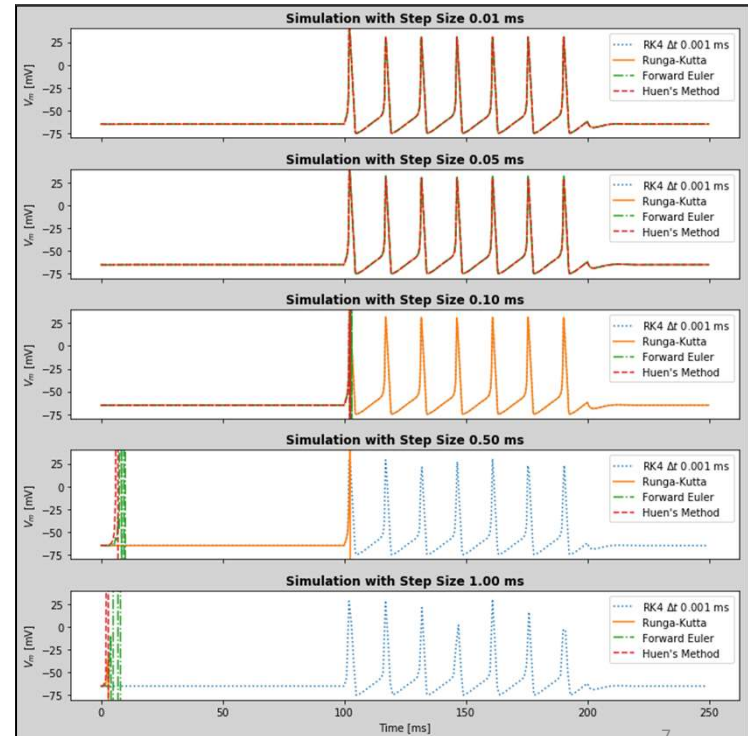 Simulation with Step Size 0.01 ms
V_m [mV]
25
0
−25
−50
−75
RK4 Δt 0.001 ms
Runga-Kutta
Forward Euler
Huen's Method
Simulation with Step Size 0.05 ms
V_m [mV]
25
0
−25
−50
−75
RK4 Δt 0.001 ms
Runga-Kutta
Forward Euler
Huen's Method
Simulation with Step Size 0.10 ms
V_m [mV]
25
0
−25
−50
−75
RK4 Δt 0.001 ms
Runga-Kutta
Forward Euler
Huen's Method
Simulation with Step Size 0.50 ms
V_m [mV]
25
0
−25
−50
−75
RK4 Δt 0.001 ms
Runga-Kutta
Forward Euler
Huen's Method
Simulation with Step Size 1.00 ms
V_m [mV]
25
0
−25
−50
−75
RK4 Δt 0.001 ms
Runga-Kutta
Forward Euler
Huen's Method
0 50 100 150 200 250
Time [ms]
7